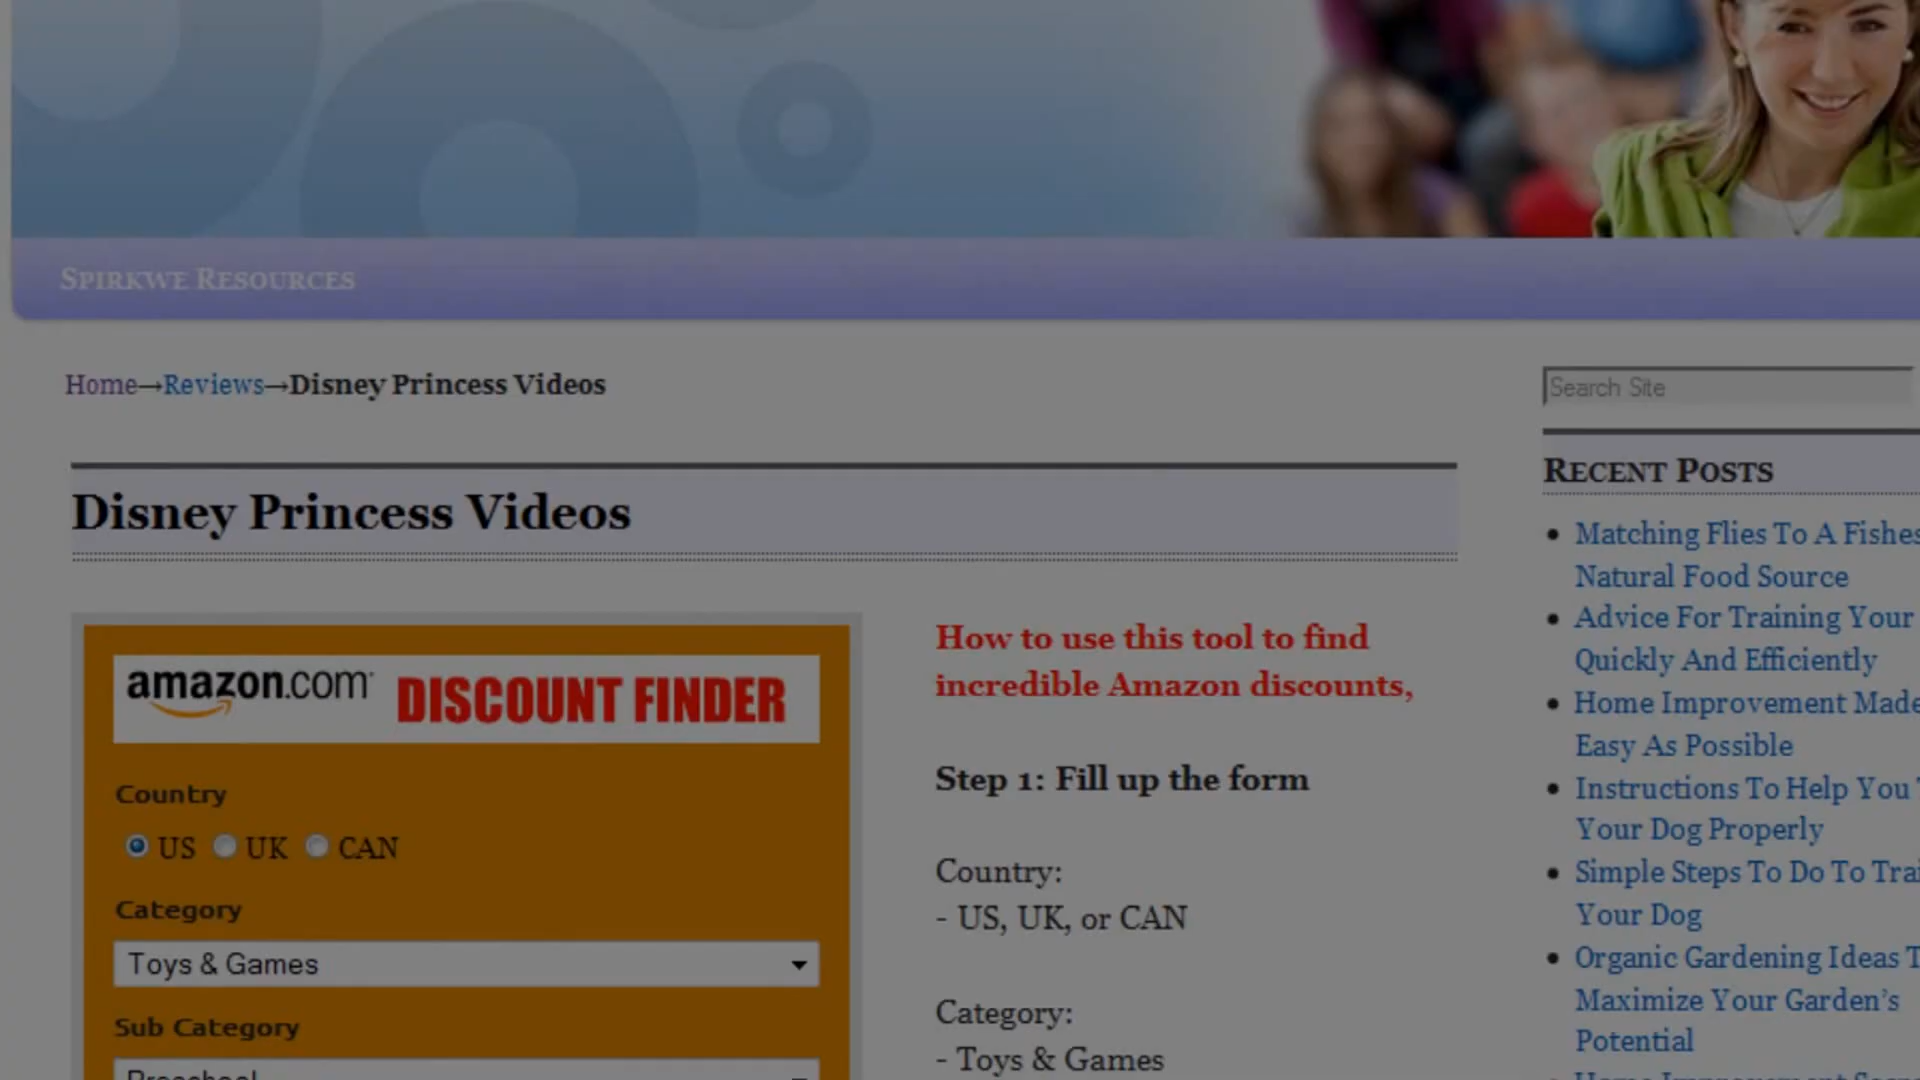 SPIRKWE RESOURCES
Home→Reviews→Disney Princess Videos
Search Site
Disney Princess Videos
amazon.com DISCOUNT FINDER
Country
US UK CAN
Category
Toys & Games
Sub Category
Preschool
How to use this tool to find
incredible Amazon discounts,
Step 1: Fill up the form
Country:
- US, UK, or CAN
Category:
- Toys & Games
RECENT POSTS
• Matching Flies To A Fishes
Natural Food Source
• Advice For Training Your
Quickly And Efficiently
• Home Improvement Made
Easy As Possible
• Instructions To Help You
Your Dog Properly
• Simple Steps To Do To
Your Dog
• Organic Gardening Ideas
Maximize Your Garden's
Potential